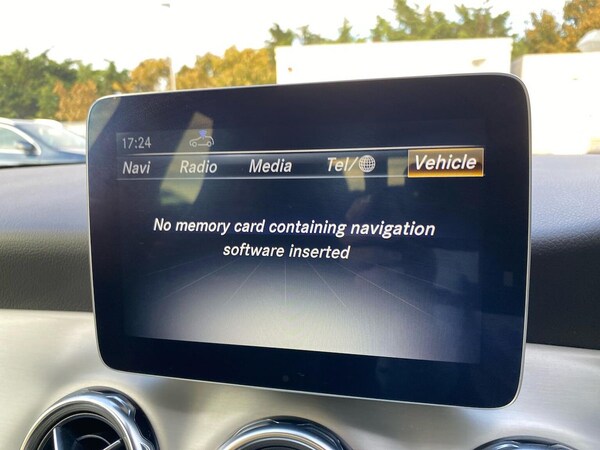 17:24
Navi Radio Media Tel/ Vehicle
No memory card containing navigation
software inserted